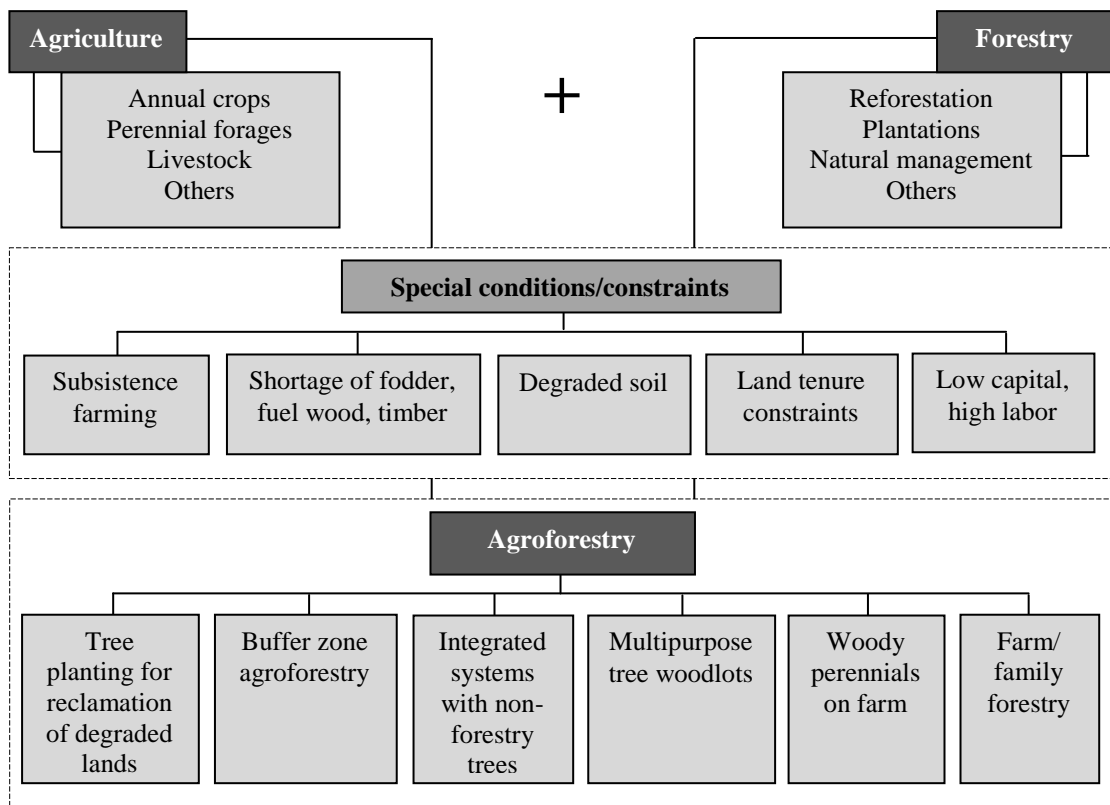 Agriculture
Forestry
Annual crops
Perennial forages
Livestock
Others
+
Reforestation
Plantations
Natural management
Others
Special conditions/constraints
Subsistence
farming
Shortage of fodder,
fuel wood, timber
Degraded soil
Land tenure
constraints
Low capital,
high labor
Agroforestry
Tree
planting for
reclamation
of degraded
lands
Buffer zone
agroforestry
Integrated
systems
with non-
forestry
trees
Multipurpose
tree woodlots
Woody
perennials
on farm
Farm/
family
forestry